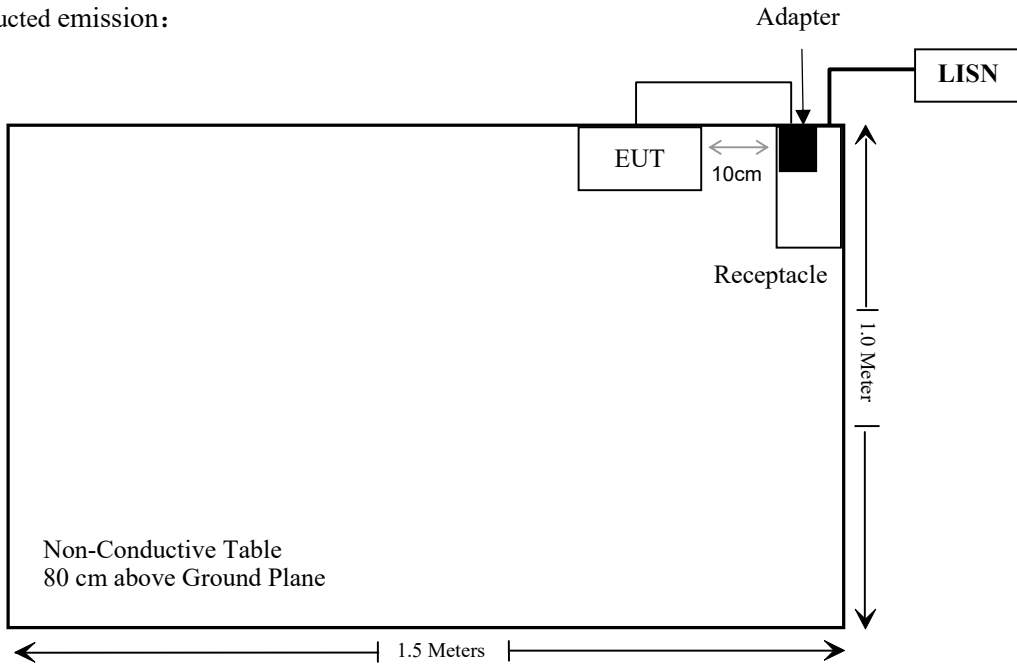 ucted emission：
Adapter
LISN
EUT
10cm
Receptacle
1.0 Meter
Non-Conductive Table
80 cm above Ground Plane
1.5 Meters